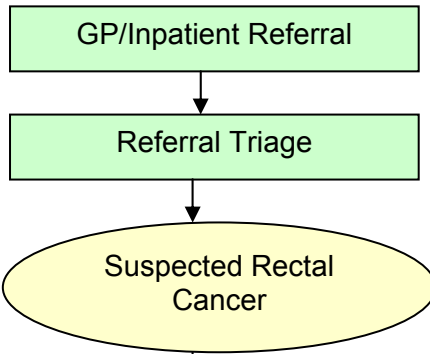 GP/Inpatient Referral
Referral Triage
Suspected Rectal
Cancer